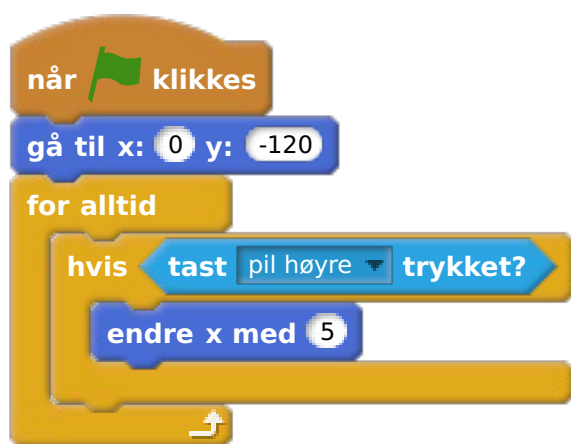 når klikkes
gå til x: 0 y: -120
for alltid
hvis tast pil høyre trykket?
endre x med 5